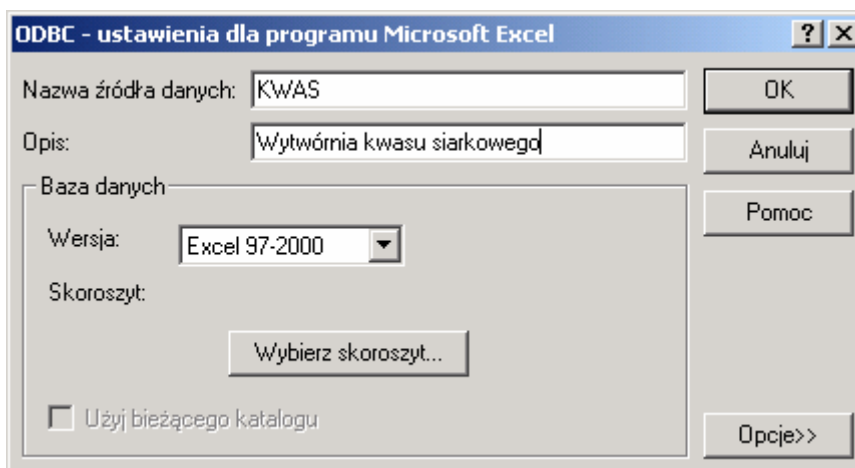 ODBC - ustawienia dla programu Microsoft Excel
Nazwa źródła danych: KWAS
OK
Opis: Wytwórnia kwasu siarkowego
Anuluj
Baza danych
Pomoc
Wersja: Excel 97-2000
Skoroszyt:
Wybierz skoroszyt...
Użyj bieżącego katalogu
Opcje>>